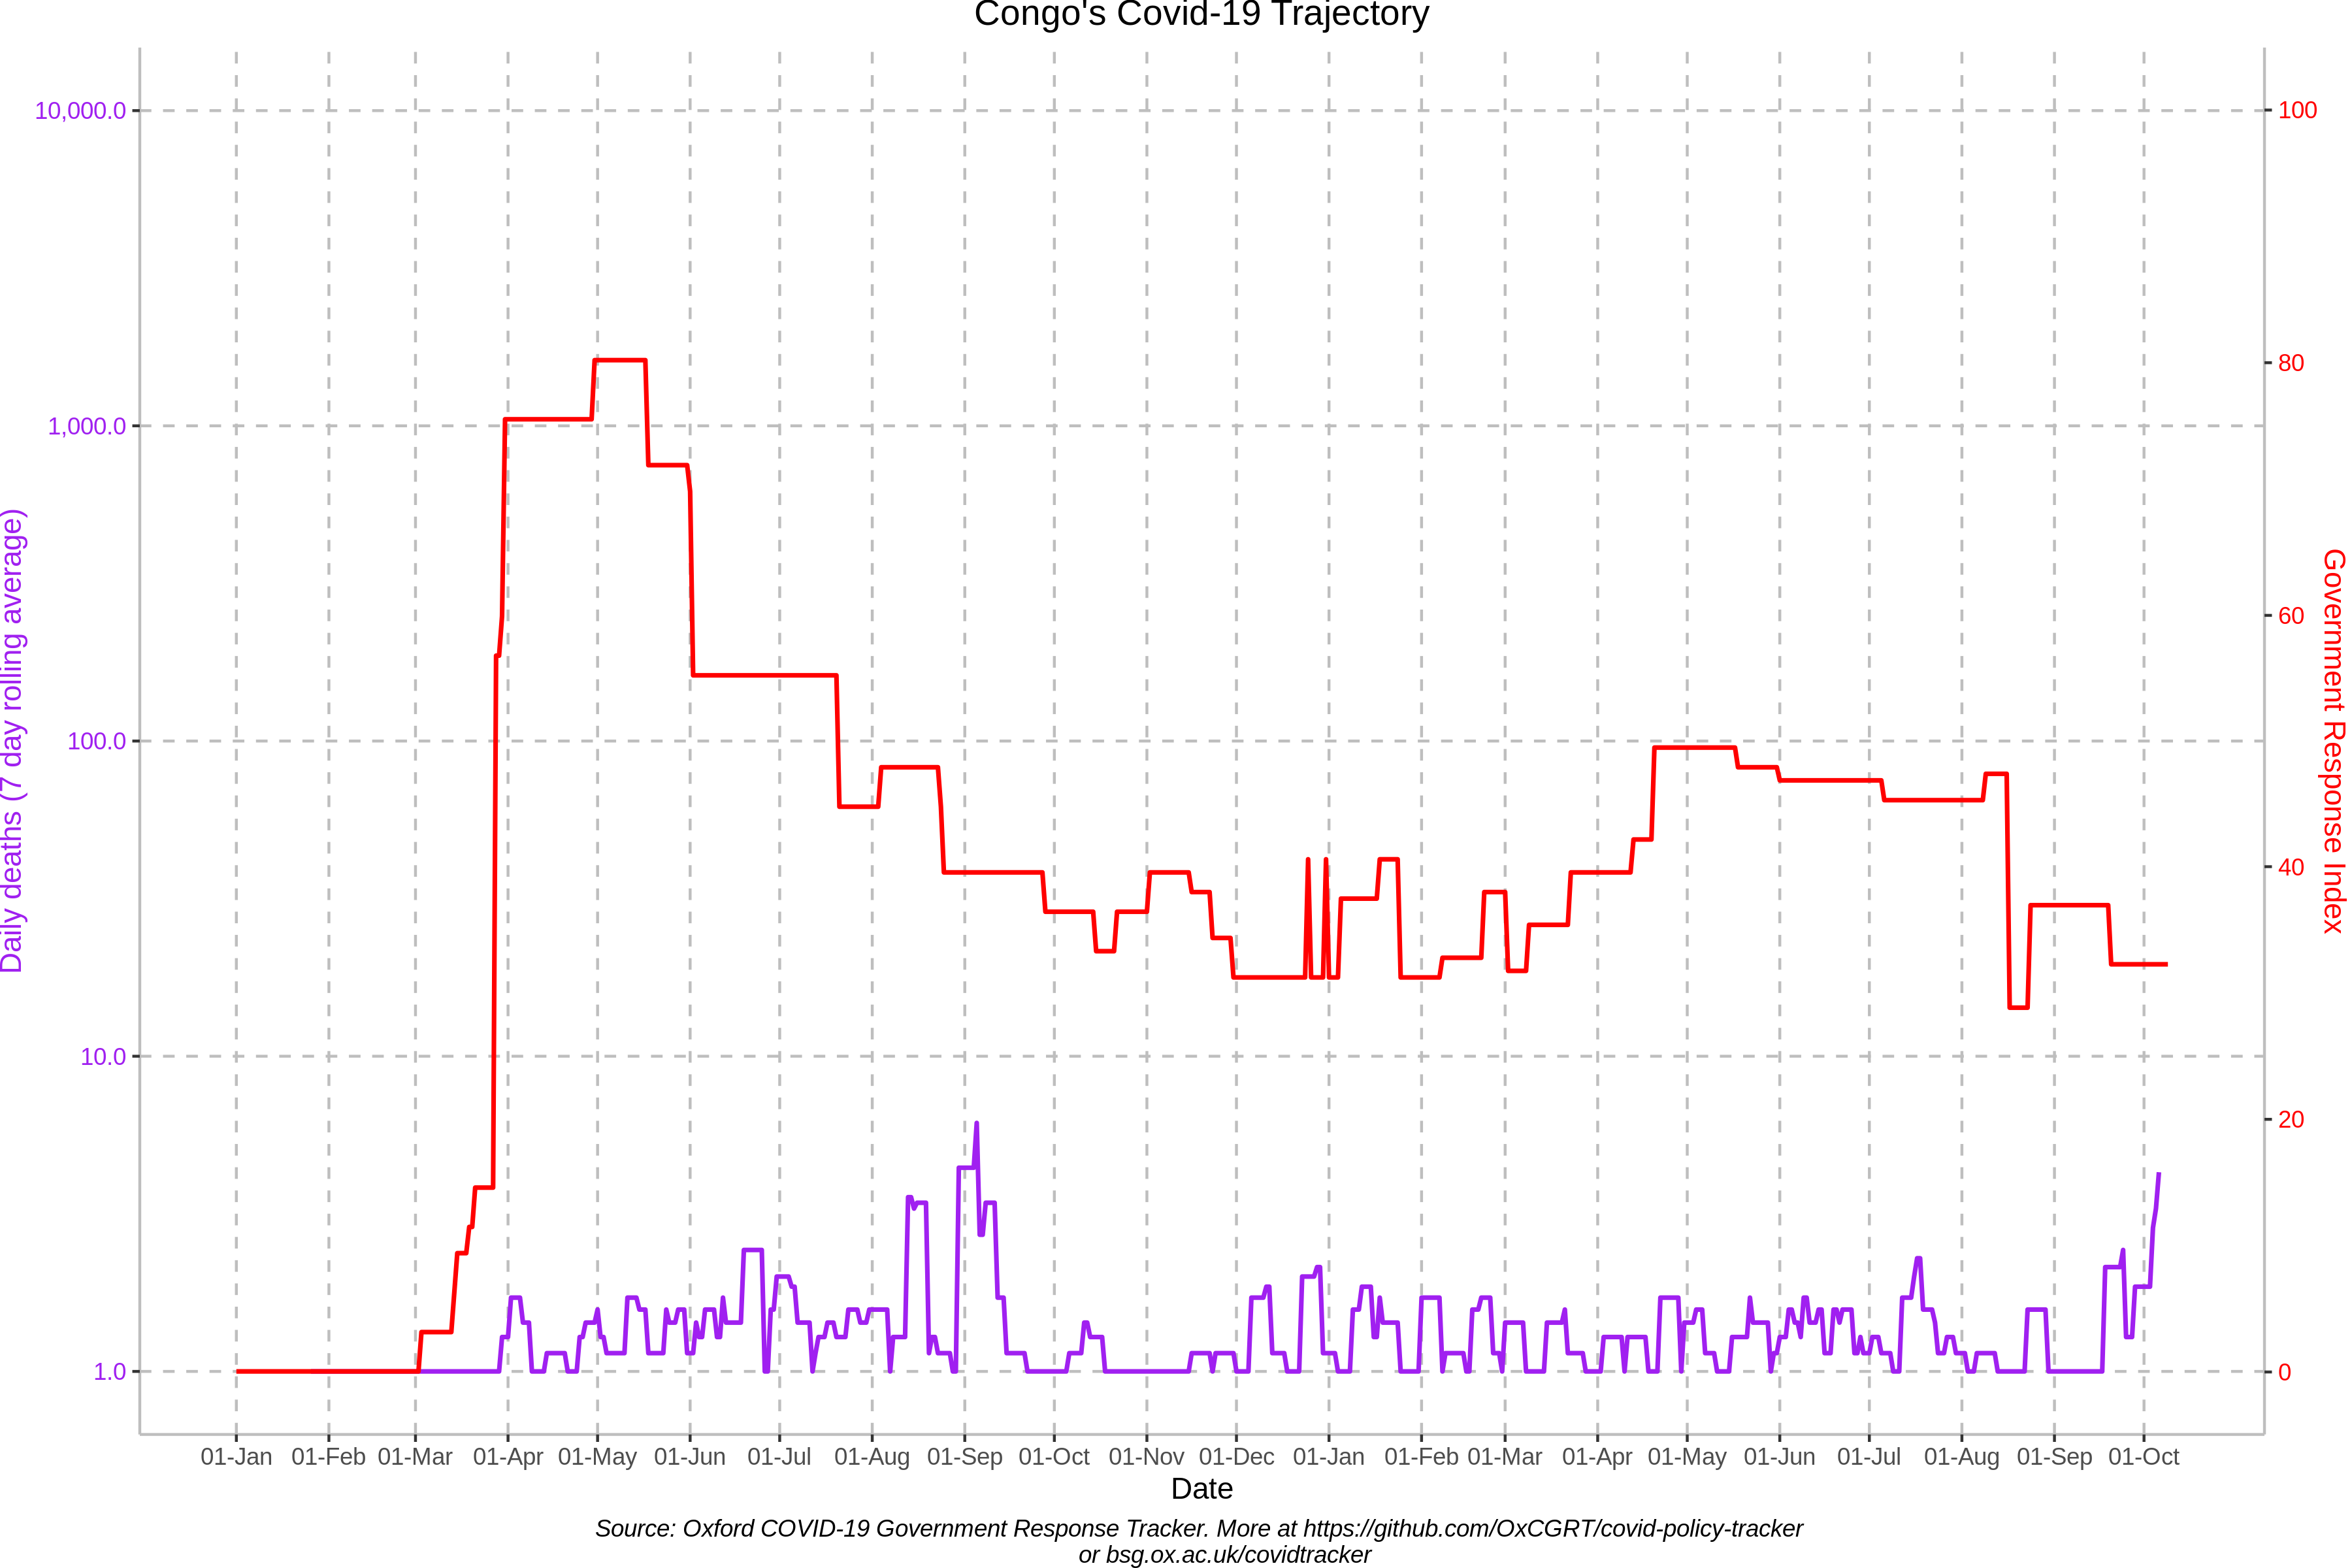 Congo's Covid-19 Trajectory
10,000.0
1,000.0
100.0
10.0
1.0
Daily deaths (7 day rolling average)
100
80
60
40
20
0
Government Response Index
01-Jan 01-Feb 01-Mar 01-Apr 01-May 01-Jun 01-Jul 01-Aug 01-Sep 01-Oct 01-Nov 01-Dec 01-Jan 01-Feb 01-Mar 01-Apr 01-May 01-Jun 01-Jul 01-Aug 01-Sep 01-Oct
Date
Source: Oxford COVID-19 Government Response Tracker. More at https://github.com/OxCGRT/covid-policy-tracker
or bsg.ox.ac.uk/covidtracker